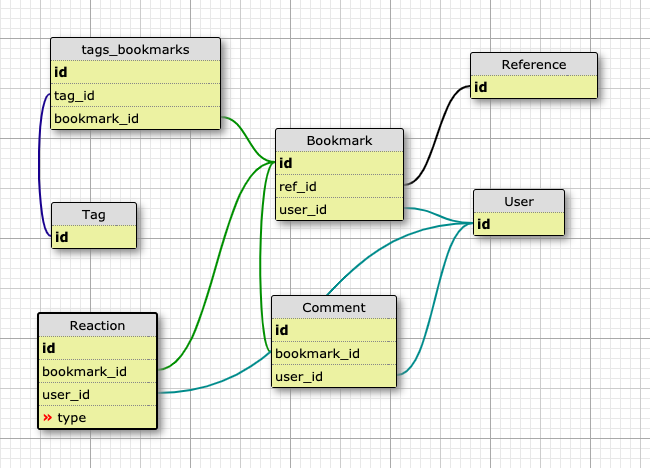 tags_bookmarks
id
tag_id
bookmark_id
Reference
id
Bookmark
id
ref_id
user_id
Tag
id
User
id
Comment
id
bookmark_id
user_id
Reaction
id
bookmark_id
user_id
» type